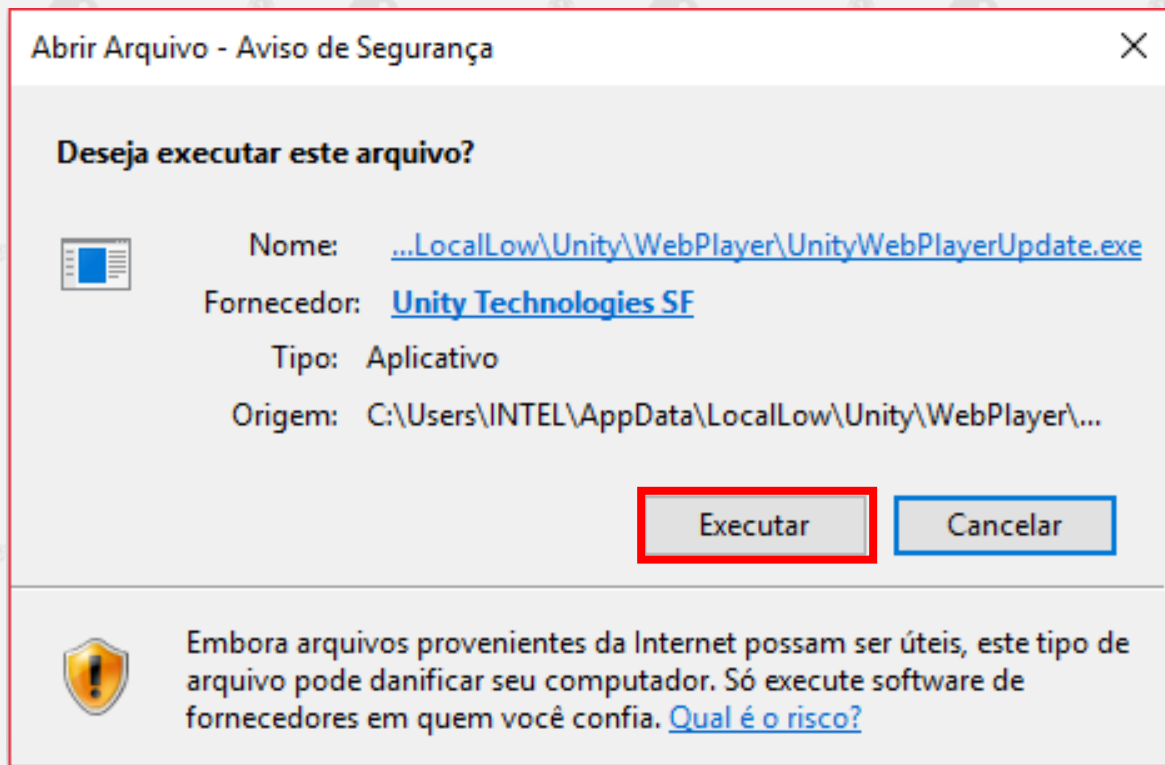 Abrir Arquivo - Aviso de Segurança
Deseja executar este arquivo?
Nome: ...LocalLow\Unity\WebPlayer\UnityWebPlayerUpdate.exe
Fornecedor: Unity Technologies SF
Tipo: Aplicativo
Origem: C:\Users\INTEL\AppData\LocalLow\Unity\WebPlayer\...
Executar Cancelar
Embora arquivos provenientes da Internet possam ser úteis, este tipo de
arquivo pode danificar seu computador. Só execute software de
fornecedores em quem você confia. Qual é o risco?